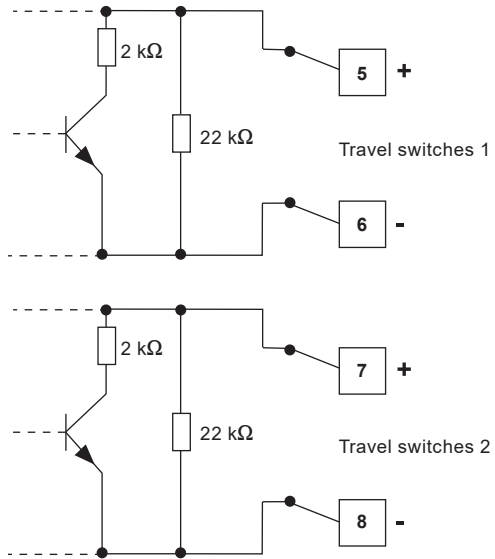 2 kΩ
5 +
22 kΩ
Travel switches 1
6 -
2 kΩ
7 +
22 kΩ
Travel switches 2
8 -